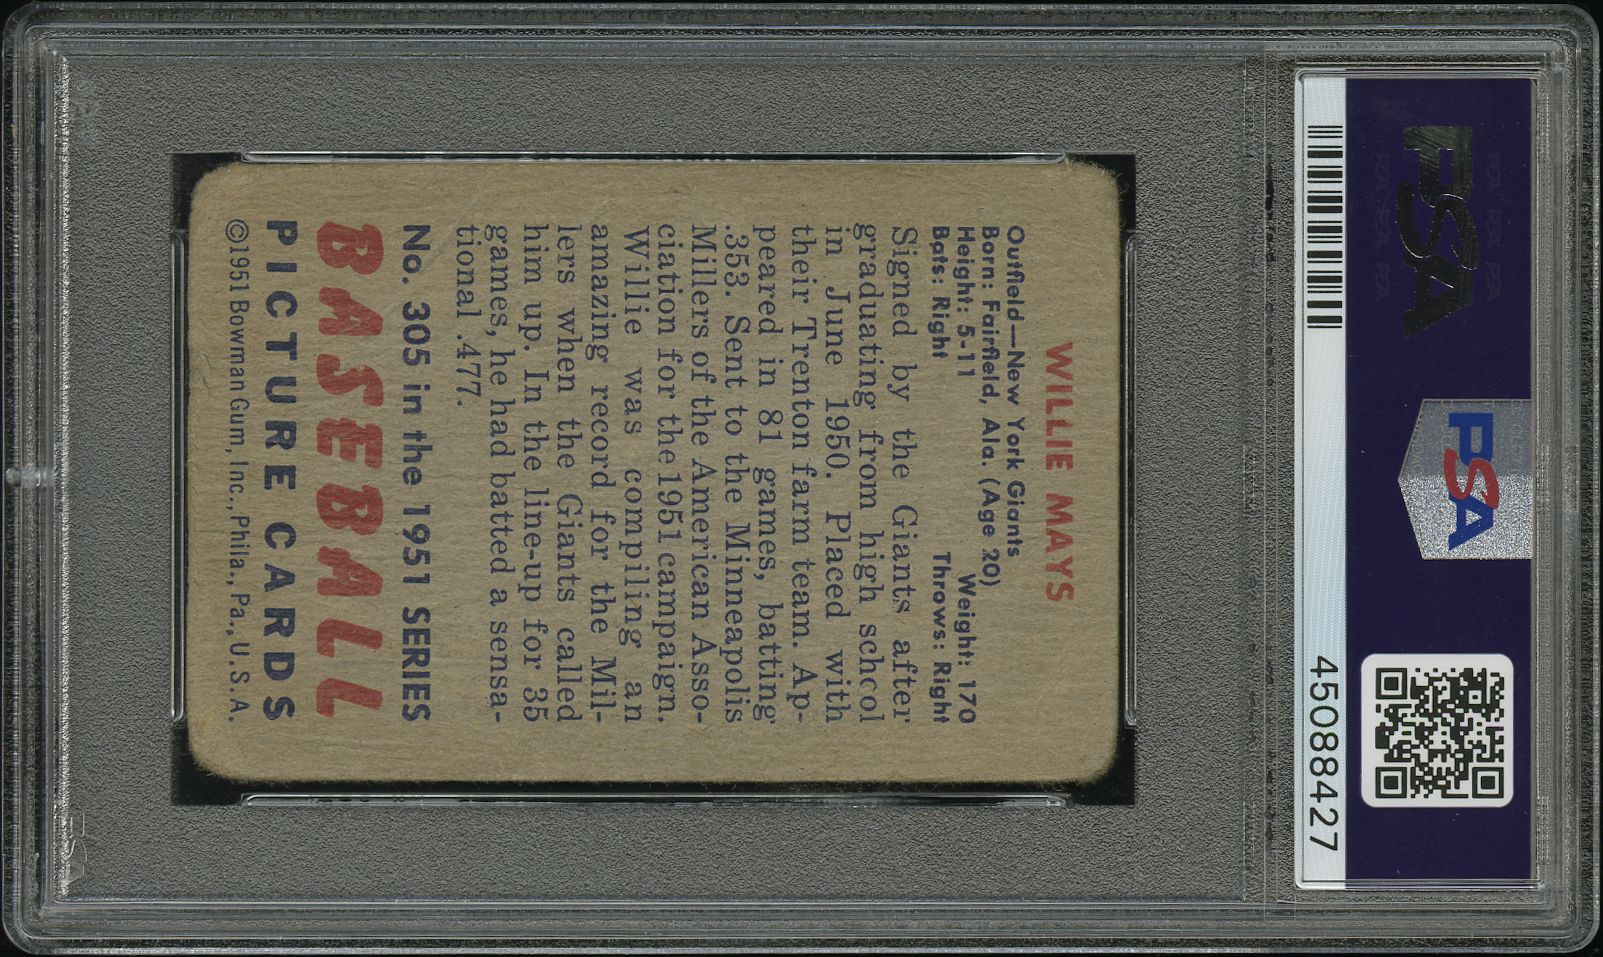 PSA
PSA
45088427
WILLIE MAYS
Outfield—New York Giants
Born: Fairfield, Ala. (Age 20)
Height: 5-11 Weight: 170
Bats: Right Throws: Right
Signed by the Giants after
graduating from high school
in June 1950. Placed with
their Trenton farm team. Ap-
peared in 81 games, batting
.353. Sent to the Minneapolis
Millers of the American Asso-
ciation for the 1951 campaign.
Willie was compiling an
amazing record for the Mil-
lers when the Giants called
him up. In the line-up for 35
games, he had batted a sensa-
tional .477.
No. 305 in the 1951 SERIES
BASEBALL
PICTURE CARDS
©1951 Bowman Gum, Inc., Phila., Pa., U.S.A.